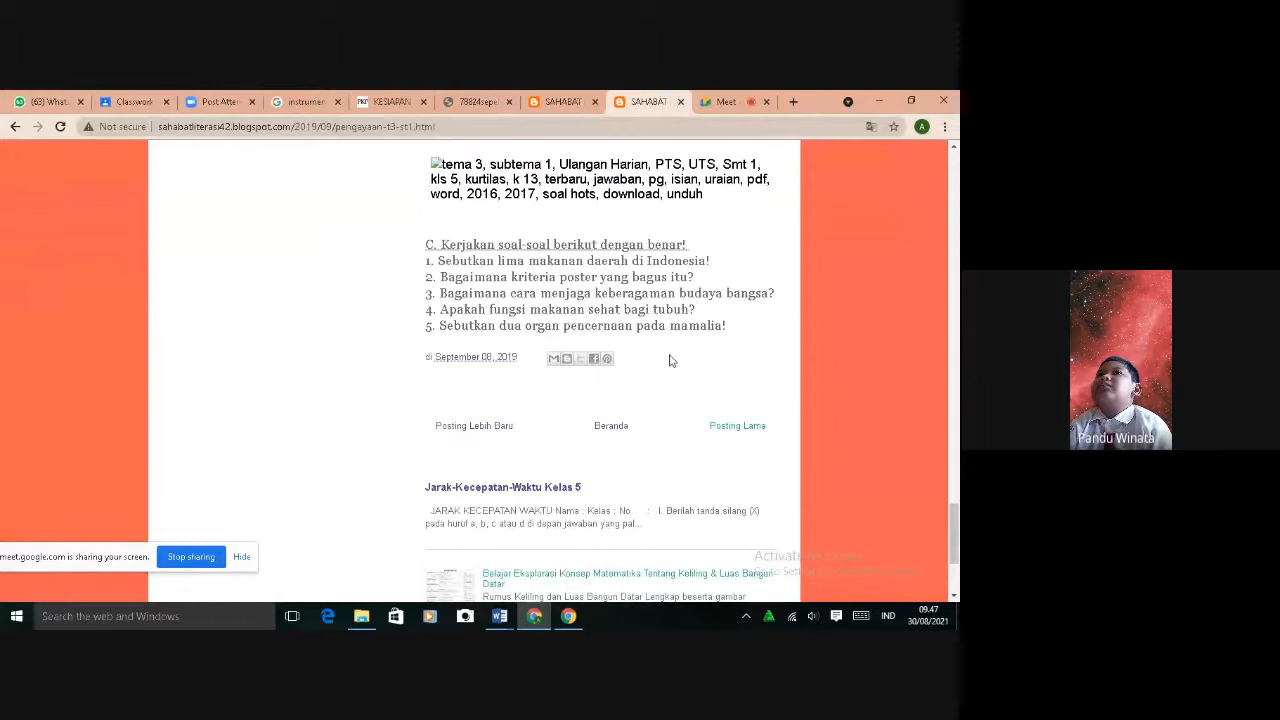 (63) What:
Classwork
Post Atten
instrumen
KESIAPAN
78824sepe
SAHABAT
SAHABAT
Meet
Not secure
sahabatliterasi42.blogspot.com/2019/09/pengayaan-t3-st1.html
A
tema 3, subtema 1, Ulangan Harian, PTS, UTS, Smt 1,
kls 5, kurtilas, k 13, terbaru, jawaban, pg, isian, uraian, pdf,
word, 2016, 2017, soal hots, download, unduh
C. Kerjakan soal-soal berikut dengan benar!
1. Sebutkan lima makanan daerah di Indonesia!
2. Bagaimana kriteria poster yang bagus itu?
3. Bagaimana cara menjaga keberagaman budaya bangsa?
4. Apakah fungsi makanan sehat bagi tubuh?
5. Sebutkan dua organ pencernaan pada mamalia!
di September 08, 2019
Posting Lebih Baru
Beranda
Posting Lama
Jarak-Kecepatan-Waktu Kelas 5
JARAK KECEPATAN WAKTU Nama : Kelas : No : I. Berilah tanda silang (X)
pada huruf a, b, c atau d di depan jawaban yang pal...
meet.google.com is sharing your screen.
Stop sharing
Hide
Belajar Eksplorasi Konsep Matematika Tentang Keliling & Luas Bangun
Datar
Rumus Keliling dan Luas Bangun Datar Lengkap beserta gambar
Pandu Winata
Search the web and Windows
IND
09.47
30/08/2021